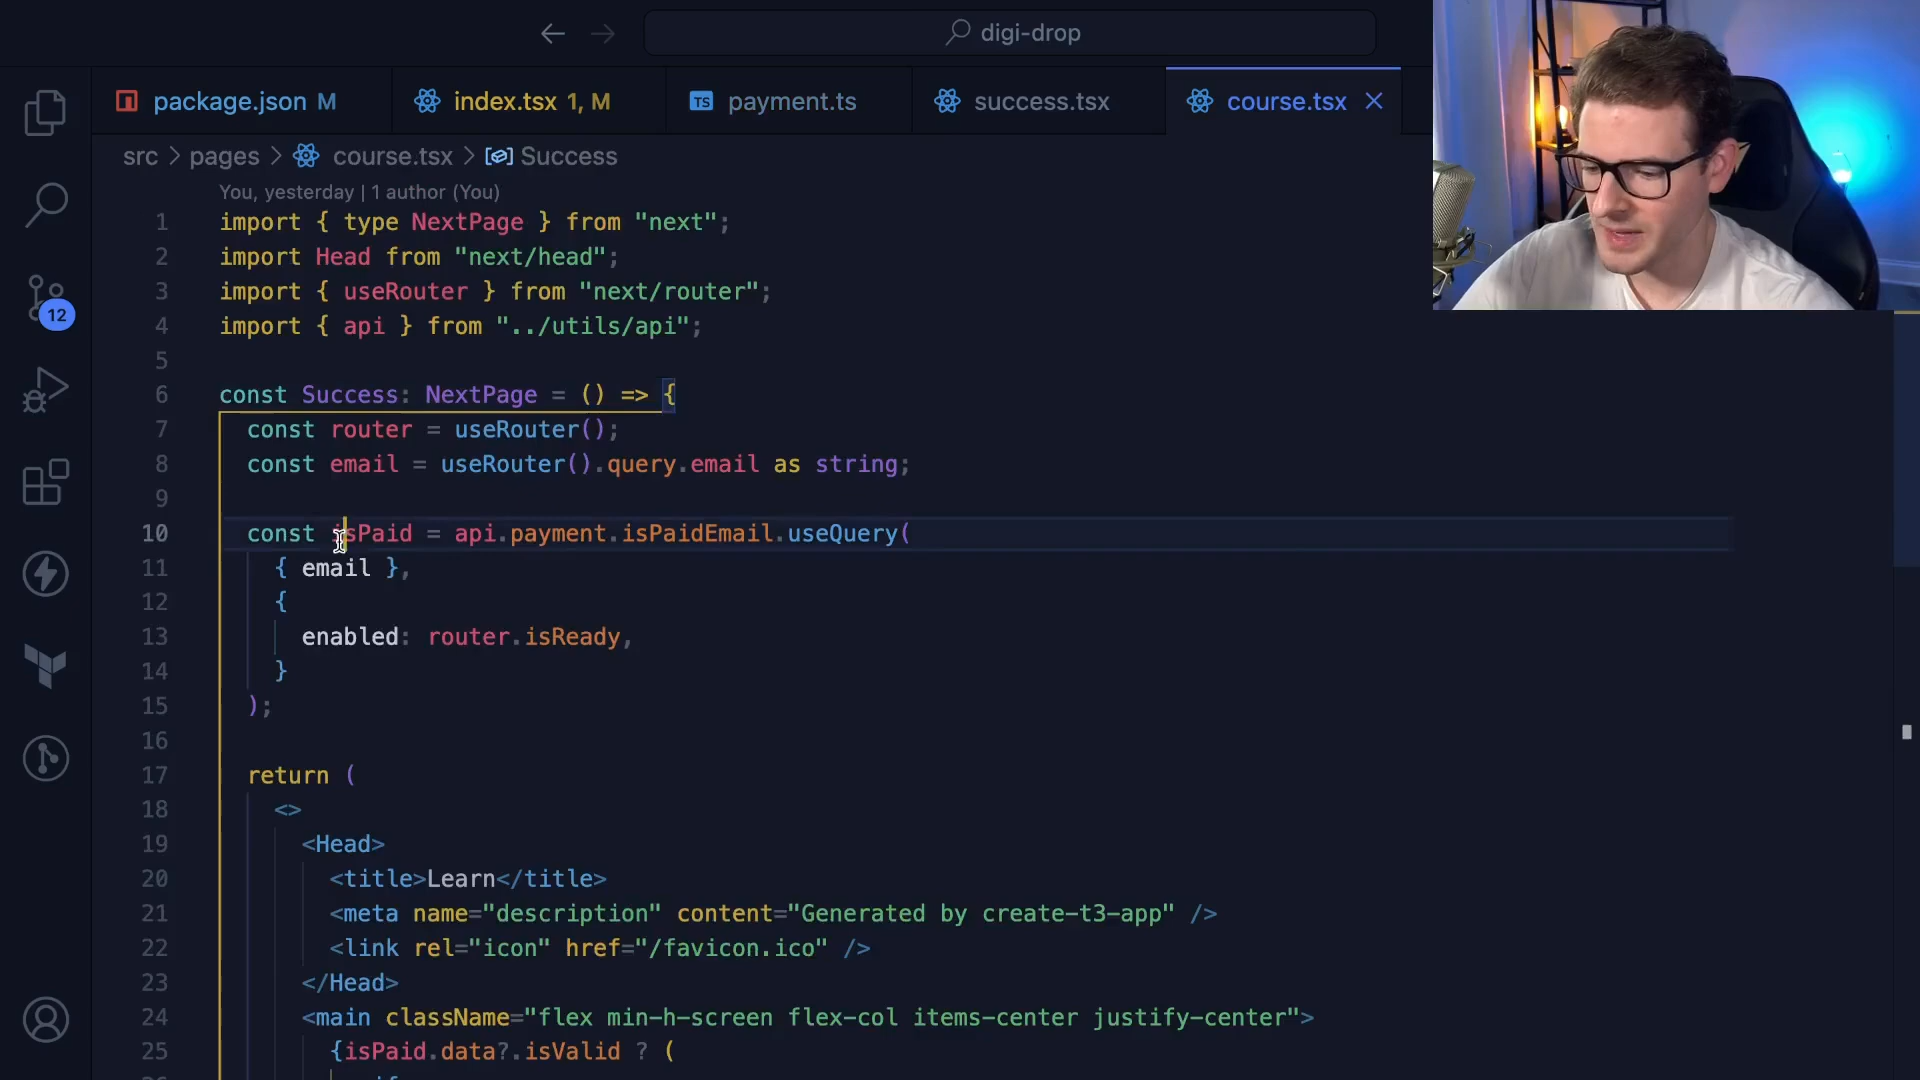 digi-drop
package.json M
index.tsx 1, M
TS payment.ts
success.tsx
course.tsx
src > pages > course.tsx > Success
You, yesterday | 1 author (You)
1 import { type NextPage } from "next";
2 import Head from "next/head";
3 import { useRouter } from "next/router";
4 import { api } from "../utils/api";
5
6 const Success: NextPage = () => {
7 const router = useRouter();
8 const email = useRouter().query.email as string;
9
10 const isPaid = api.payment.isPaidEmail.useQuery(
11 { email },
12 {
13 enabled: router.isReady,
14 }
15 );
16
17 return (
18 <>
19 <Head>
20 <title>Learn</title>
21 <meta name="description" content="Generated by create-t3-app" />
22 <link rel="icon" href="/favicon.ico" />
23 </Head>
24 <main className="flex min-h-screen flex-col items-center justify-center">
25 {isPaid.data?.isValid ? (
12